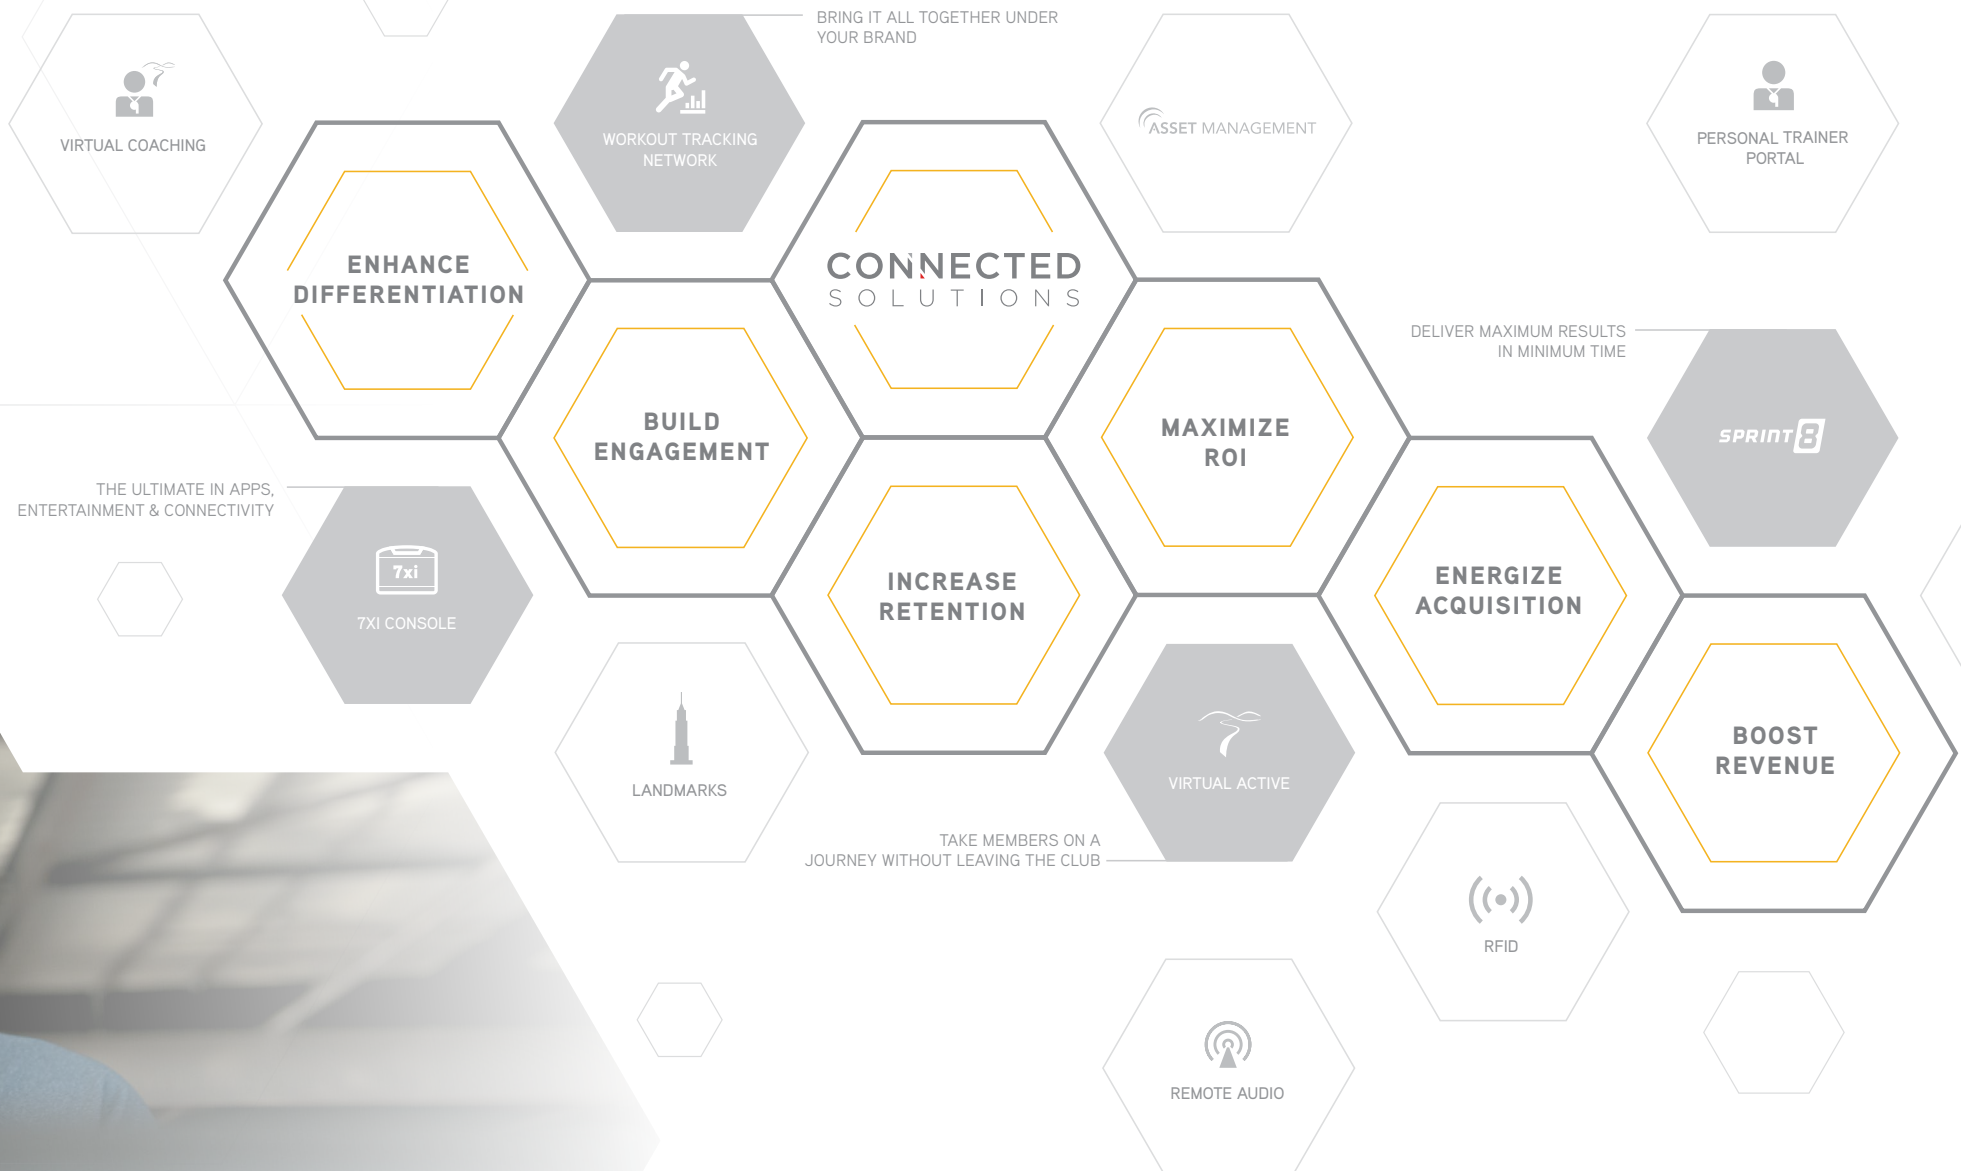 BRING IT ALL TOGETHER UNDER
YOUR BRAND
VIRTUAL COACHING
WORKOUT TRACKING
NETWORK
ASSET MANAGEMENT
PERSONAL TRAINER
PORTAL
ENHANCE
DIFFERENTIATION
CONNECTED
SOLUTIONS
BUILD
ENGAGEMENT
MAXIMIZE
ROI
DELIVER MAXIMUM RESULTS
IN MINIMUM TIME
SPRINT 8
THE ULTIMATE IN APPS,
ENTERTAINMENT & CONNECTIVITY
7xi
7XI CONSOLE
INCREASE
RETENTION
ENERGIZE
ACQUISITION
BOOST
REVENUE
LANDMARKS
VIRTUAL ACTIVE
TAKE MEMBERS ON A
JOURNEY WITHOUT LEAVING THE CLUB
RFID
REMOTE AUDIO